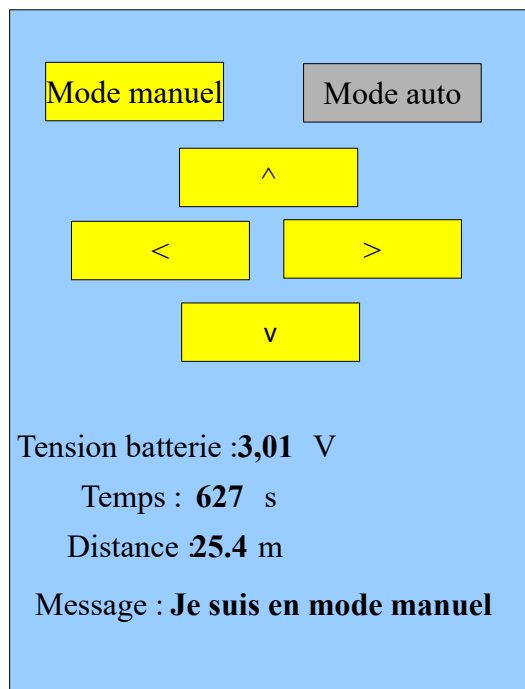 Mode manuel Mode auto
^
< >
v
Tension batterie :3,01 V
Temps : 627 s
Distance :25.4 m
Message : Je suis en mode manuel